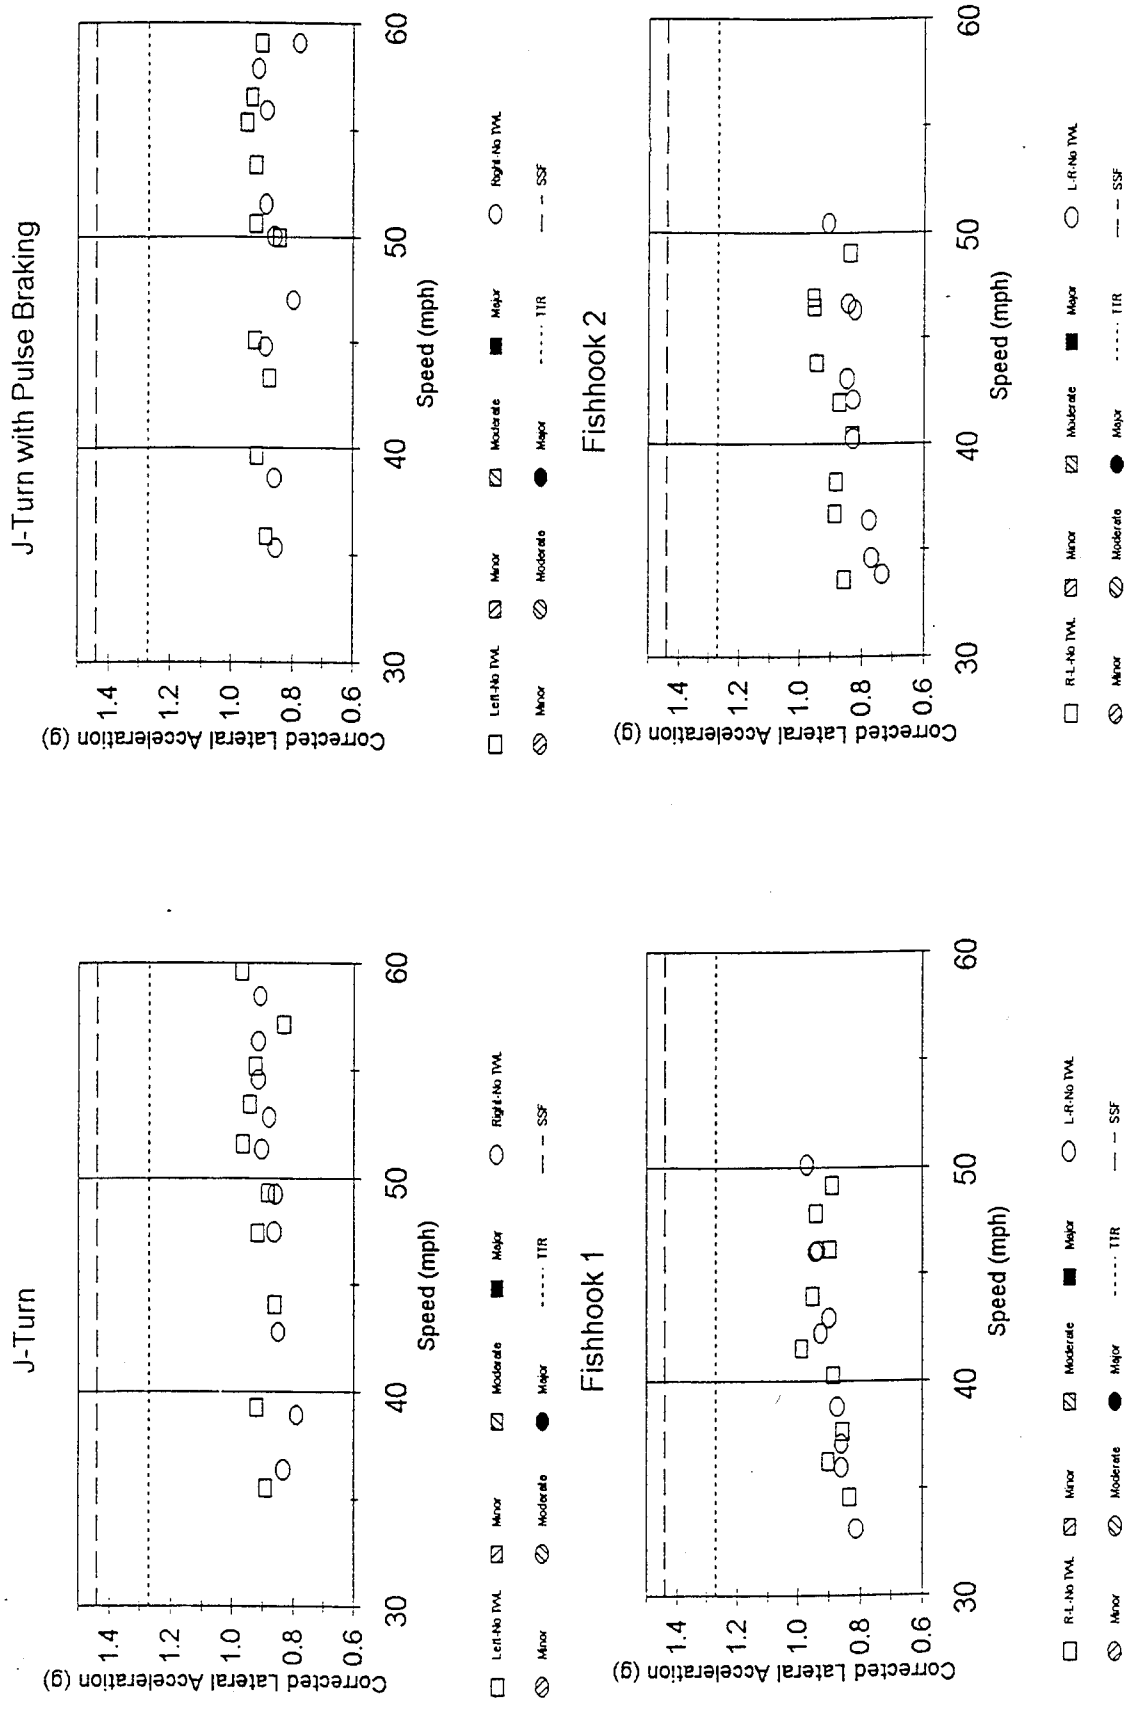 J-Turn
Corrected Lateral Acceleration (g)
1.4
1.2
1.0
0.8
0.6
30 40 50 60
Speed (mph)
Left-No TWL Minor Moderate Major Right-No TWL
Minor Moderate Major TTR SSF
J-Turn with Pulse Braking
Corrected Lateral Acceleration (g)
1.4
1.2
1.0
0.8
0.6
30 40 50 60
Speed (mph)
Left-No TWL Minor Moderate Major Right-No TWL
Minor Moderate Major TTR SSF
Fishhook 1
Corrected Lateral Acceleration (g)
1.4
1.2
1.0
0.8
0.6
30 40 50 60
Speed (mph)
R-L-No TWL Minor Moderate Major L-R-No TWL
Minor Moderate Major TTR SSF
Fishhook 2
Corrected Lateral Acceleration (g)
1.4
1.2
1.0
0.8
0.6
30 40 50 60
Speed (mph)
R-L-No TWL Minor Moderate Major L-R-No TWL
Minor Moderate Major TTR SSF